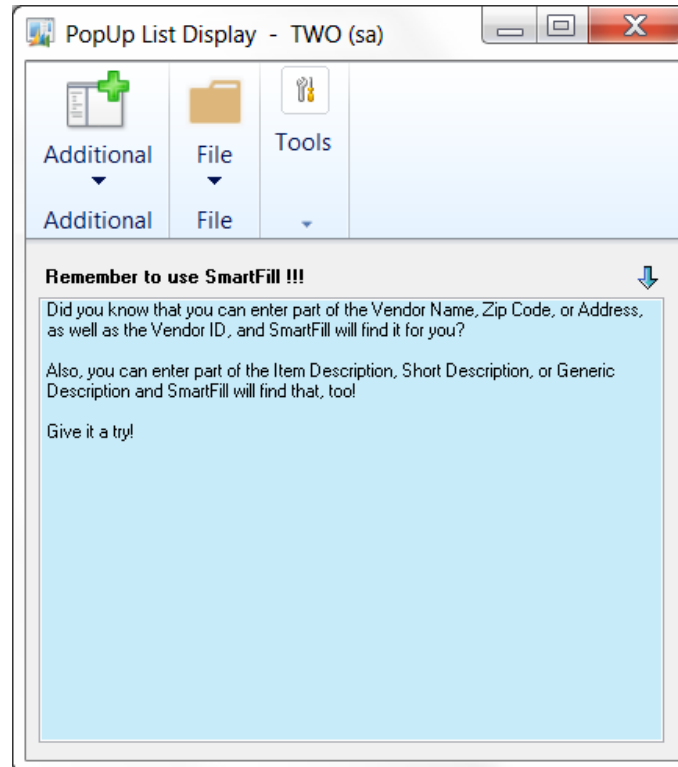 PopUp List Display - TWO (sa)
Additional
File
Tools
Additional
File
Remember to use SmartFill !!!
Did you know that you can enter part of the Vendor Name, Zip Code, or Address,
as well as the Vendor ID, and SmartFill will find it for you?
Also, you can enter part of the Item Description, Short Description, or Generic
Description and SmartFill will find that, too!
Give it a try!